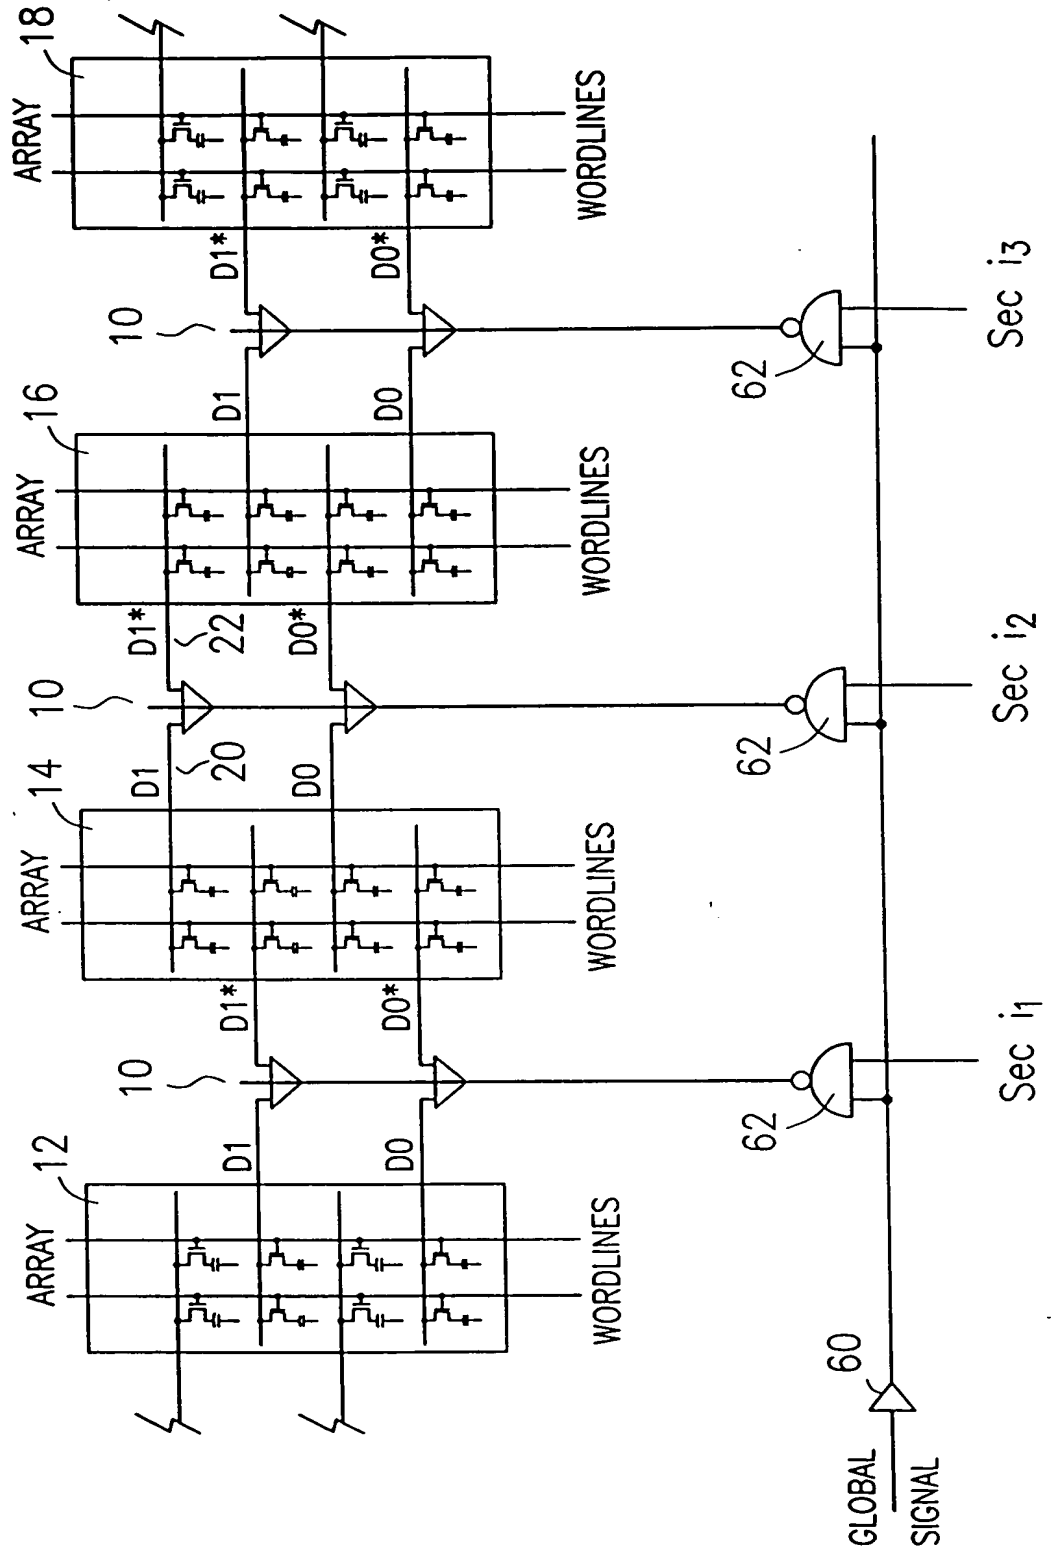 ARRAY
12
WORDLINES
D1
D0
10
D1*
D0*
ARRAY
14
WORDLINES
D1
20
D0
10
D1*
22
D0*
ARRAY
16
WORDLINES
D1
D0
10
D1*
D0*
ARRAY
18
WORDLINES
62
Sec i1
62
Sec i2
62
Sec i3
GLOBAL
SIGNAL
60